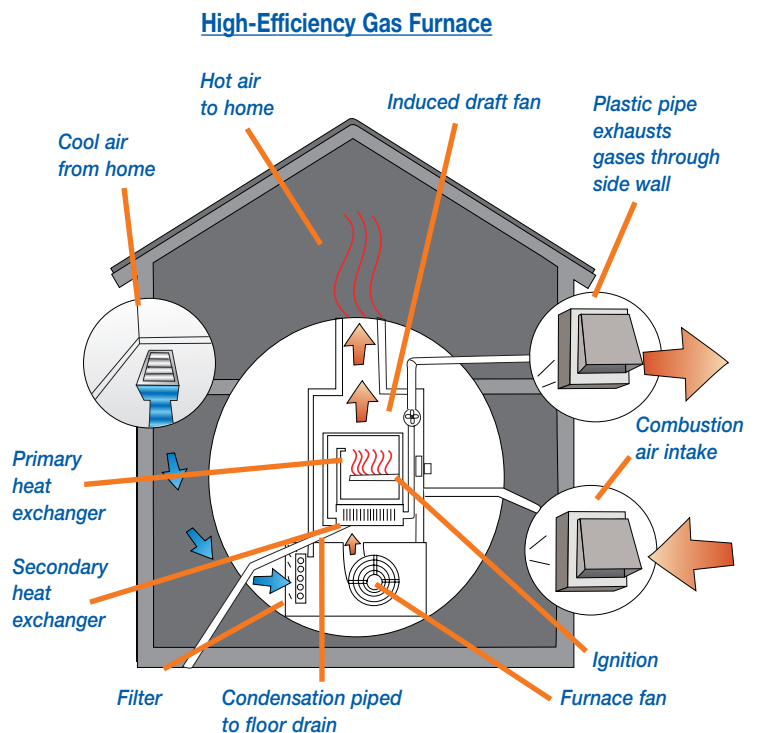 High-Efficiency Gas Furnace
Hot air
to home
Induced draft fan
Plastic pipe
exhausts
gases through
side wall
Cool air
from home
Combustion
air intake
Primary
heat
exchanger
Secondary
heat
exchanger
Ignition
Filter
Condensation piped
to floor drain
Furnace fan